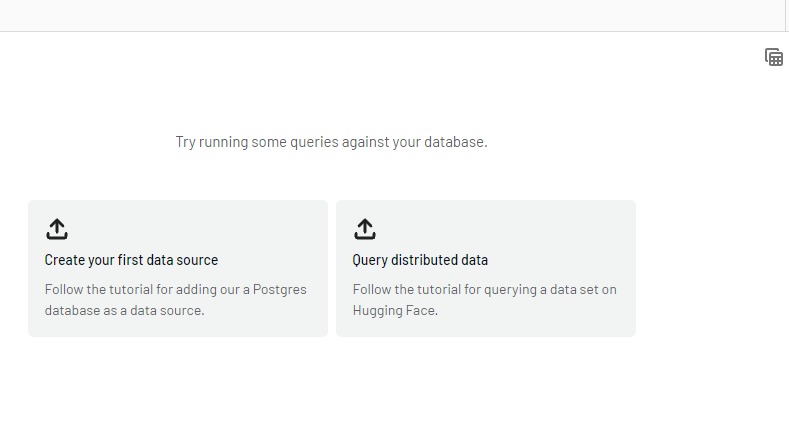 Try running some queries against your database.
Create your first data source
Follow the tutorial for adding our a Postgres
database as a data source.
Query distributed data
Follow the tutorial for querying a data set on
Hugging Face.